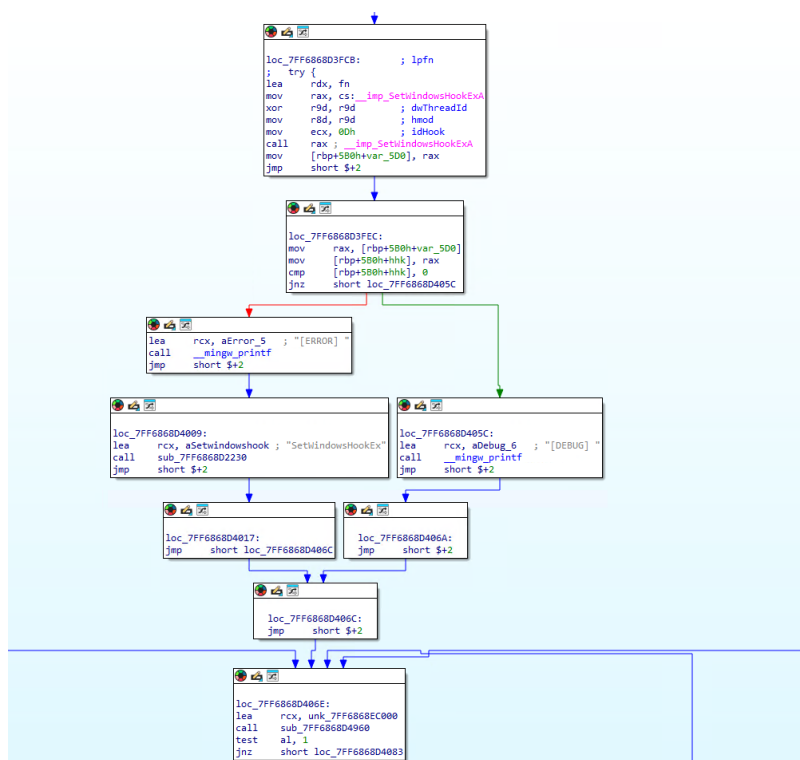 loc_7FF6868D3FCB:        ; lpfn
;   try {
lea     rdx, fn
mov     rax, cs:__imp_SetWindowsHookExA
xor     r9d, r9d        ; dwThreadId
mov     r8d, r9d        ; hmod
mov     ecx, 0Dh        ; idHook
call    rax ; __imp_SetWindowsHookExA
mov     [rbp+5B0h+var_5D0], rax
jmp     short $+2
loc_7FF6868D3FEC:
mov     rax, [rbp+5B0h+var_5D0]
mov     [rbp+5B0h+hhk], rax
cmp     [rbp+5B0h+hhk], 0
jnz     short loc_7FF6868D405C
lea     rcx, aError_5   ; "[ERROR] "
call    __mingw_printf
jmp     short $+2
loc_7FF6868D4009:
lea     rcx, aSetwindowshook ; "SetWindowsHookEx"
call    sub_7FF6868D2230
jmp     short $+2
loc_7FF6868D405C:
lea     rcx, aDebug_6   ; "[DEBUG] "
call    __mingw_printf
jmp     short $+2
loc_7FF6868D4017:
jmp     short loc_7FF6868D406C
loc_7FF6868D406A:
jmp     short $+2
loc_7FF6868D406C:
jmp     short $+2
loc_7FF6868D406E:
lea     rcx, unk_7FF6868EC000
call    sub_7FF6868D4960
test    al, 1
jnz     short loc_7FF6868D4083